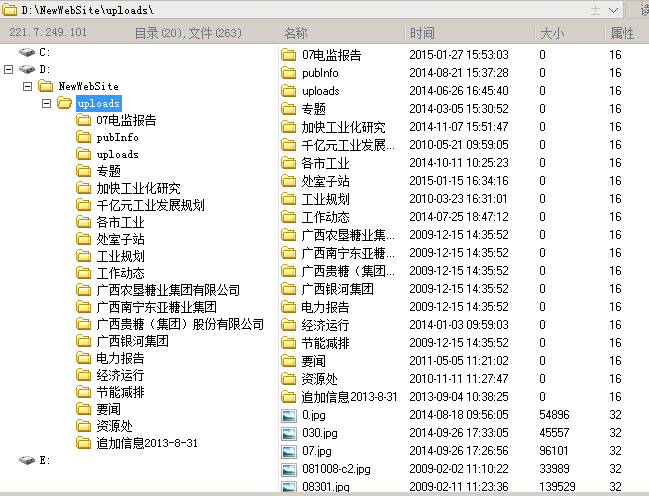 D:\NewWebSite\uploads\
221.7.249.101 目录(20),文件(263) 名称 时间 大小 属性
C:
D:
NewWebSite
uploads
07电监报告
pubInfo
uploads
专题
加快工业化研究
千亿元工业发展规划
各市工业
处室子站
工业规划
工作动态
广西农垦糖业集团有限公司
广西南宁东亚糖业集团
广西贵糖（集团）股份有限公司
广西银河集团
电力报告
经济运行
节能减排
要闻
资源处
追加信息2013-8-31
E:
07电监报告 2015-01-27 15:53:03 0 16
pubInfo 2014-08-21 15:37:28 0 16
uploads 2014-06-26 16:45:40 0 16
专题 2014-03-05 15:30:52 0 16
加快工业化研究 2014-11-07 15:51:47 0 16
千亿元工业发展... 2010-05-21 09:59:05 0 16
各市工业 2014-10-11 10:25:23 0 16
处室子站 2015-01-15 16:34:16 0 16
工业规划 2010-03-23 16:31:01 0 16
工作动态 2014-07-25 18:47:12 0 16
广西农垦糖业集... 2009-12-15 14:35:52 0 16
广西南宁东亚糖... 2009-12-15 14:35:52 0 16
广西贵糖（集团... 2009-12-15 14:35:52 0 16
广西银河集团 2009-12-15 14:35:52 0 16
电力报告 2009-12-15 14:35:52 0 16
经济运行 2014-01-03 09:59:03 0 16
节能减排 2009-12-15 14:35:52 0 16
要闻 2011-05-05 11:21:02 0 16
资源处 2010-11-11 11:27:47 0 16
追加信息2013-8-31 2013-09-04 10:38:25 0 16
0.jpg 2014-08-18 09:56:05 54896 32
030.jpg 2014-09-26 17:33:05 45557 32
07.jpg 2014-09-26 17:26:56 96101 32
081008-c2.jpg 2009-02-02 11:10:22 33989 32
08301.jpg 2009-02-11 11:23:36 139529 32